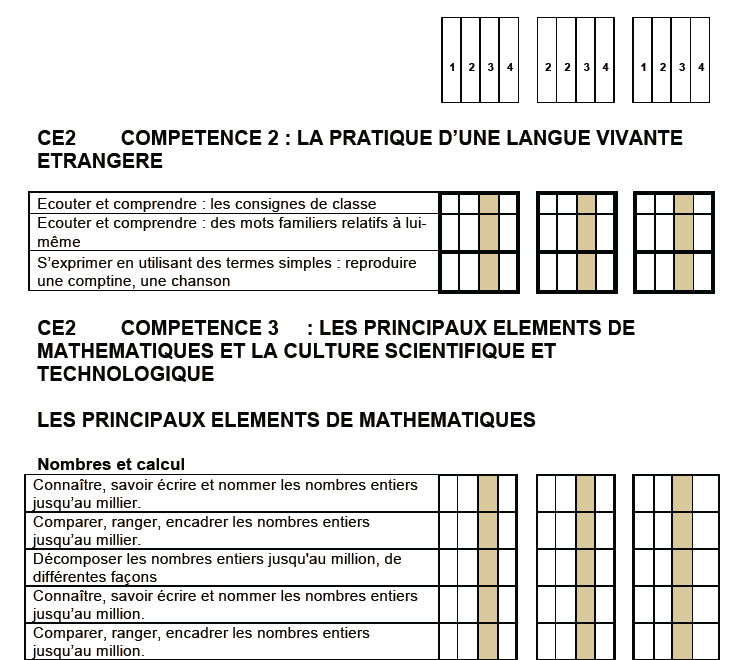 1 2 3 4 2 2 3 4 1 2 3 4
CE2 COMPETENCE 2 : LA PRATIQUE D’UNE LANGUE VIVANTE
ETRANGERE
Ecouter et comprendre : les consignes de classe
Ecouter et comprendre : des mots familiers relatifs à lui-
même
S’exprimer en utilisant des termes simples : reproduire
une comptine, une chanson
CE2 COMPETENCE 3 : LES PRINCIPAUX ELEMENTS DE
MATHEMATIQUES ET LA CULTURE SCIENTIFIQUE ET
TECHNOLOGIQUE
LES PRINCIPAUX ELEMENTS DE MATHEMATIQUES
Nombres et calcul
Connaître, savoir écrire et nommer les nombres entiers
jusqu’au millier.
Comparer, ranger, encadrer les nombres entiers
jusqu’au millier.
Décomposer les nombres entiers jusqu'au million, de
différentes façons
Connaître, savoir écrire et nommer les nombres entiers
jusqu’au million.
Comparer, ranger, encadrer les nombres entiers
jusqu’au million.